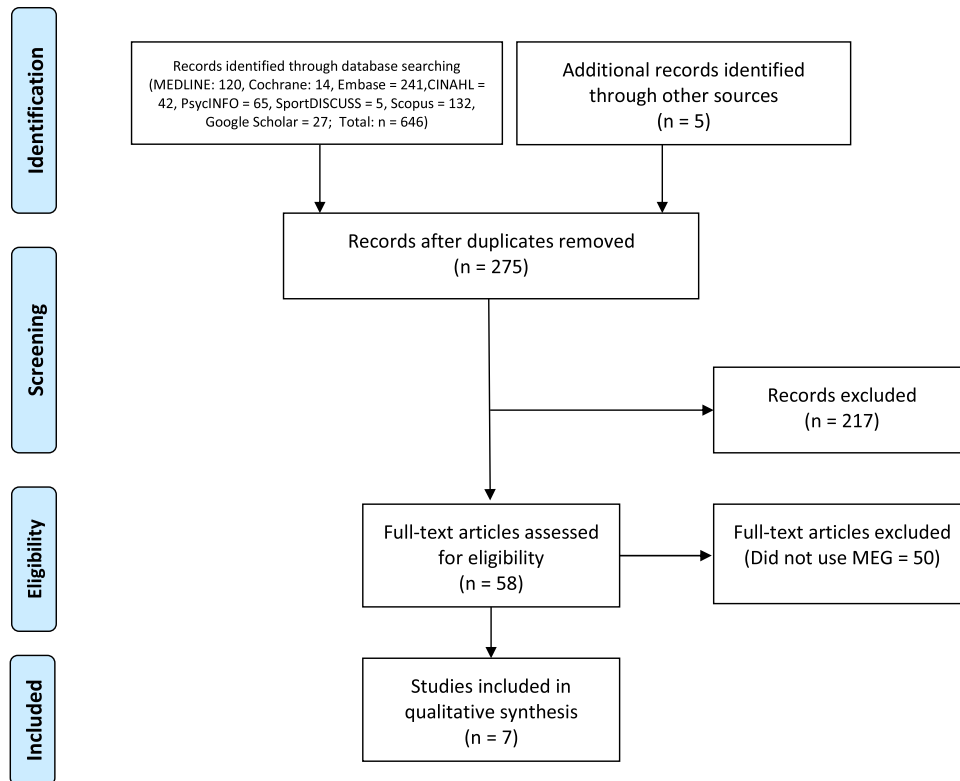 Identification
Records identified through database searching
(MEDLINE: 120, Cochrane: 14, Embase = 241,CINAHL =
42, PsycINFO = 65, SportDISCUSS = 5, Scopus = 132,
Google Scholar = 27;  Total: n = 646)
Additional records identified
through other sources
(n = 5)
Records after duplicates removed
(n = 275)
Screening
Records excluded
(n = 217)
Eligibility
Full-text articles assessed
for eligibility
(n = 58)
Full-text articles excluded
(Did not use MEG = 50)
Included
Studies included in
qualitative synthesis
(n = 7)